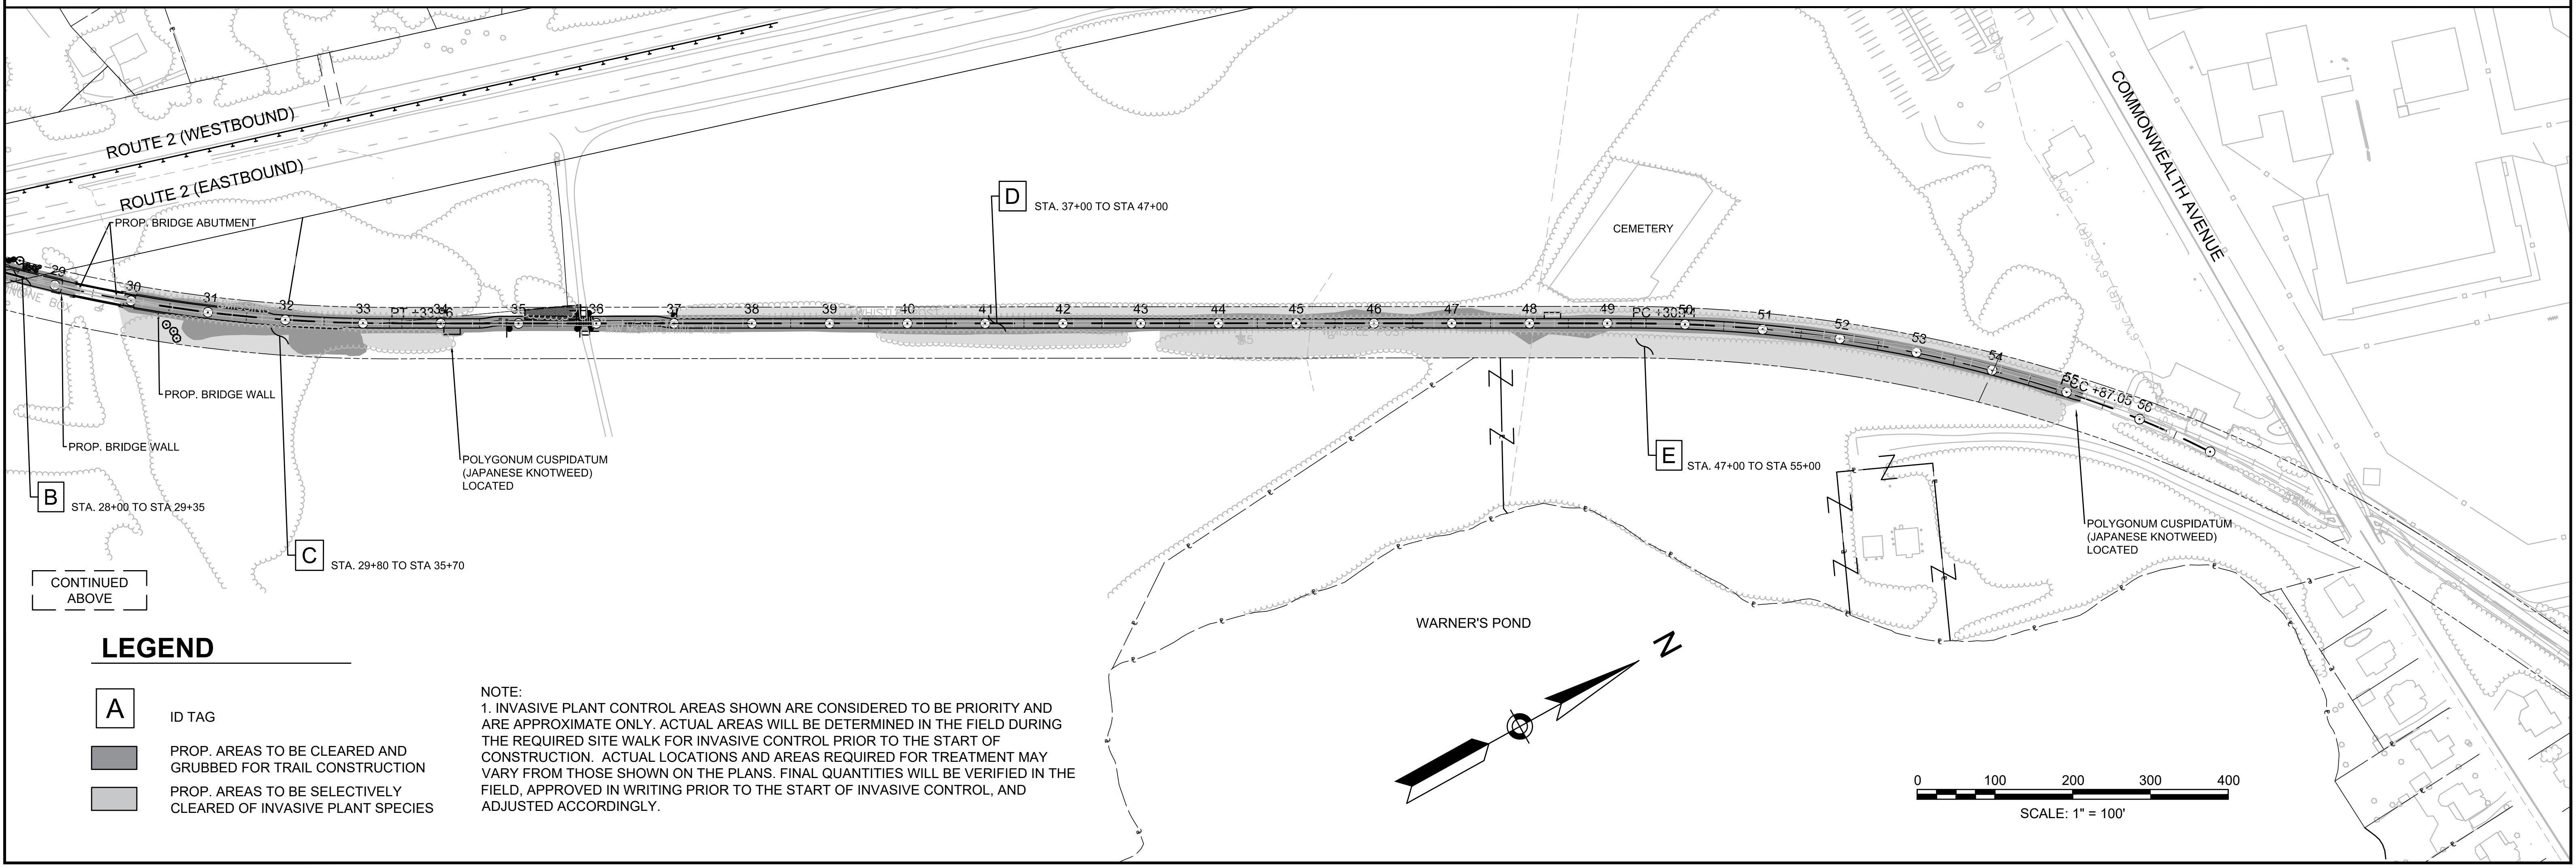 ROUTE 2 (WESTBOUND)
ROUTE 2 (EASTBOUND)
PROP. BRIDGE ABUTMENT
COMMONWEALTH AVENUE
D
STA. 37+00 TO STA 47+00
CEMETERY
29
30
31
32
33
PT +33.
34
35
36
37
38
39
40
41
42
43
44
45
46
47
48
49
50
51
52
53
54
55
+87.05
56
PROP. BRIDGE WALL
PROP. BRIDGE WALL
POLYGONUM CUSPIDATUM
(JAPANESE KNOTWEED)
LOCATED
E
STA. 47+00 TO STA 55+00
B
STA. 28+00 TO STA 29+35
C
STA. 29+80 TO STA 35+70
POLYGONUM CUSPIDATUM
(JAPANESE KNOTWEED)
LOCATED
CONTINUED
ABOVE
WARNER'S POND
N
LEGEND
A
ID TAG
PROP. AREAS TO BE CLEARED AND
GRUBBED FOR TRAIL CONSTRUCTION
PROP. AREAS TO BE SELECTIVELY
CLEARED OF INVASIVE PLANT SPECIES
NOTE:
1. INVASIVE PLANT CONTROL AREAS SHOWN ARE CONSIDERED TO BE PRIORITY AND
ARE APPROXIMATE ONLY. ACTUAL AREAS WILL BE DETERMINED IN THE FIELD DURING
THE REQUIRED SITE WALK FOR INVASIVE CONTROL PRIOR TO THE START OF
CONSTRUCTION. ACTUAL LOCATIONS AND AREAS REQUIRED FOR TREATMENT MAY
VARY FROM THOSE SHOWN ON THE PLANS. FINAL QUANTITIES WILL BE VERIFIED IN THE
FIELD, APPROVED IN WRITING PRIOR TO THE START OF INVASIVE CONTROL, AND
ADJUSTED ACCORDINGLY.
0 100 200 300 400
SCALE: 1" = 100'